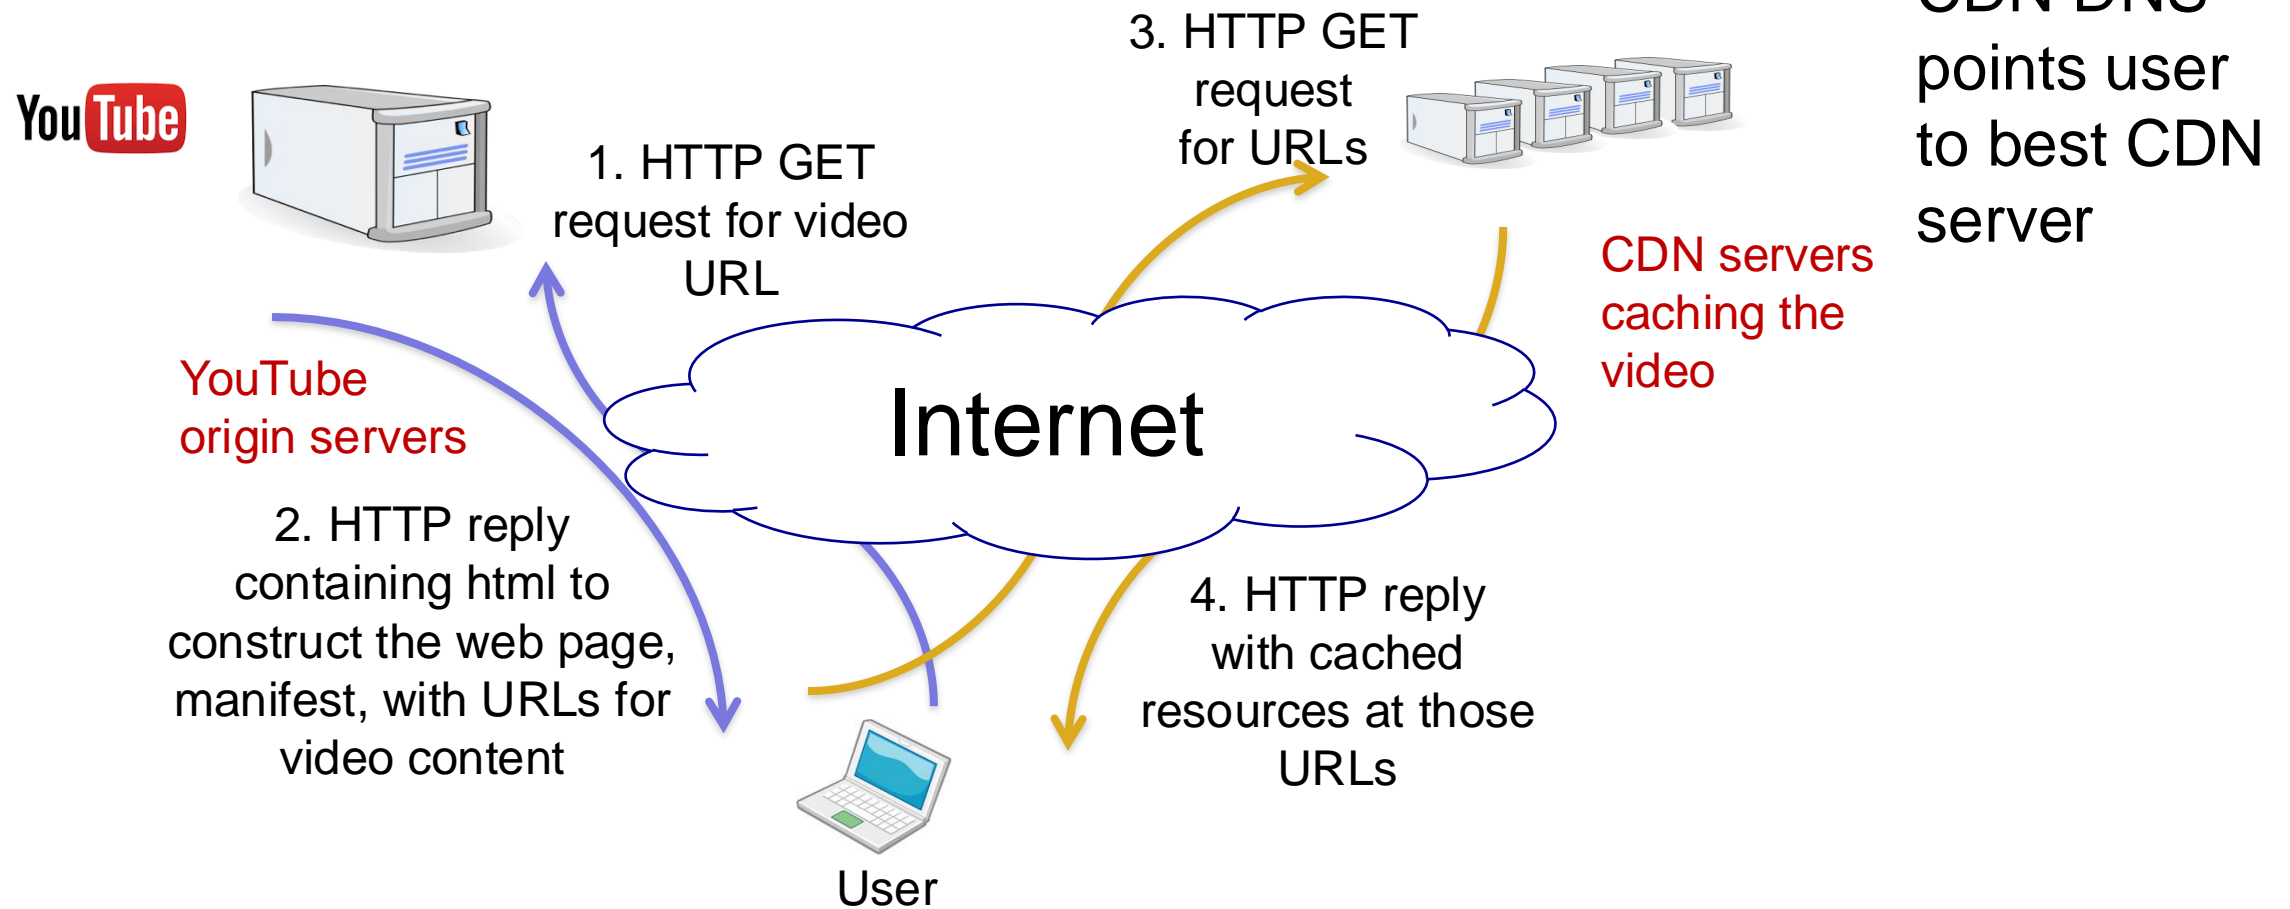 YouTube
1. HTTP GET
request for video
URL
YouTube
origin servers
2. HTTP reply
containing html to
construct the web page,
manifest, with URLs for
video content
3. HTTP GET
request
for URLs
CDN servers
caching the
video
Internet
4. HTTP reply
with cached
resources at those
URLs
User
CDN DNS
points user
to best CDN
server